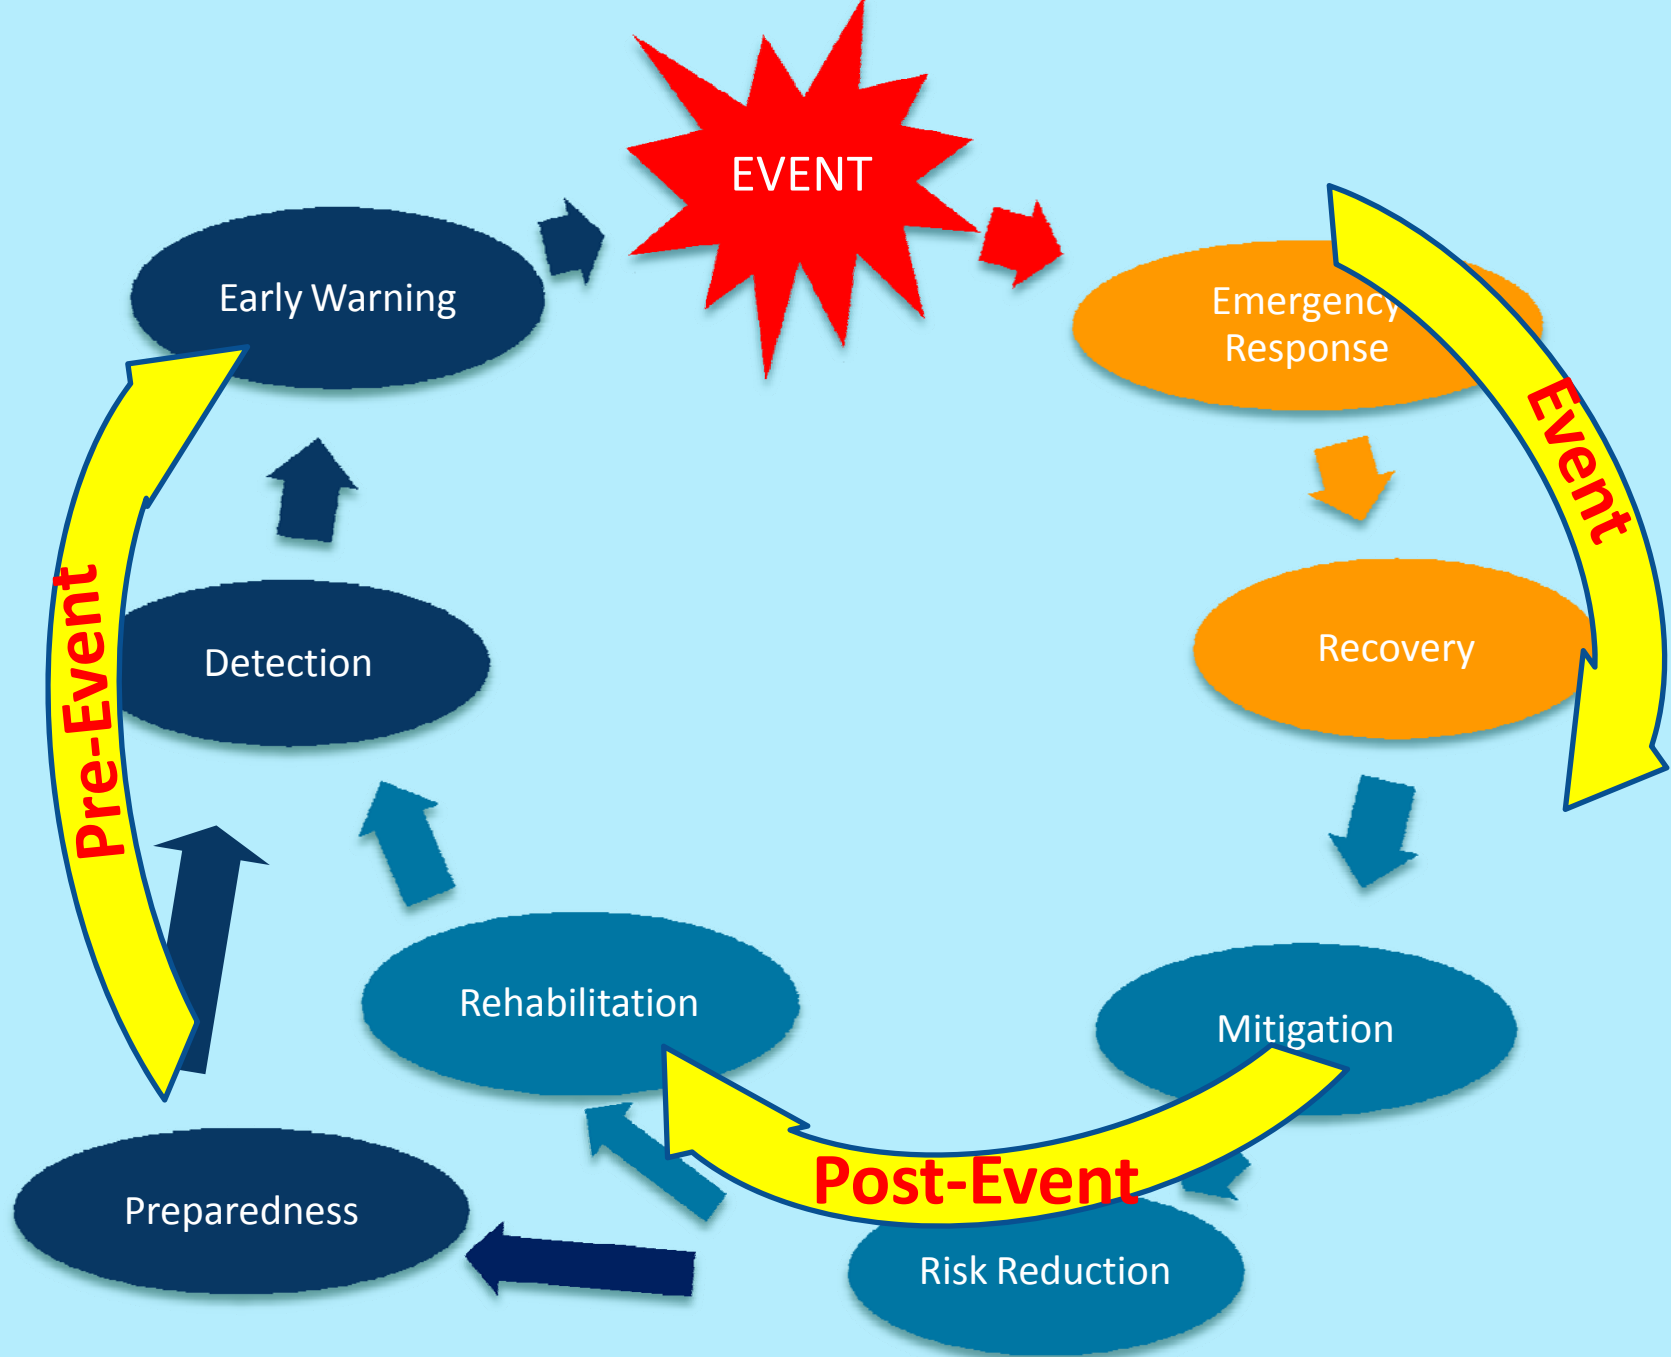 EVENT
Early Warning
Emergency
Response
Event
Pre-Event
Detection
Recovery
Rehabilitation
Mitigation
Post-Event
Preparedness
Risk Reduction